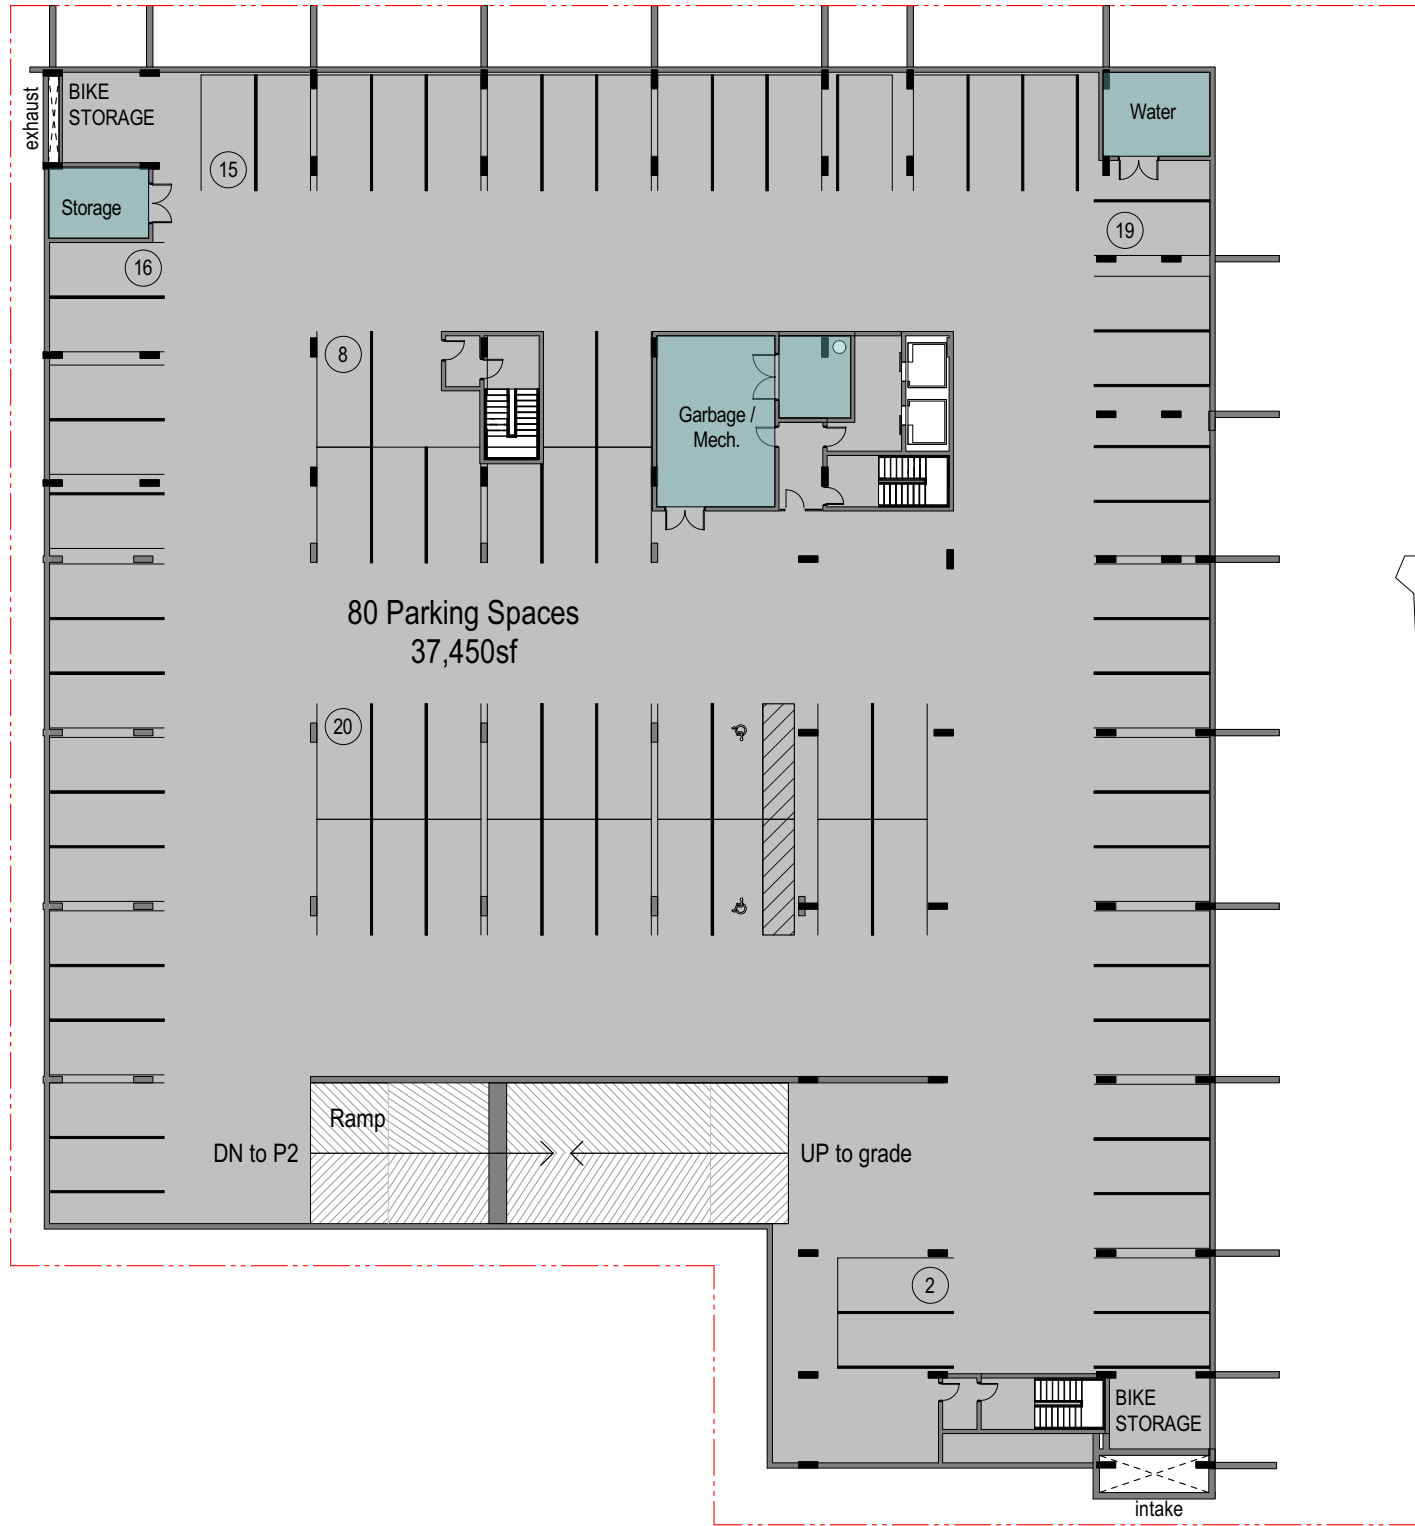 exhaust
BIKE
STORAGE
Water
15
Storage
19
16
8
Garbage /
Mech.
80 Parking Spaces
37,450sf
20
Ramp
DN to P2
UP to grade
2
BIKE
STORAGE
intake